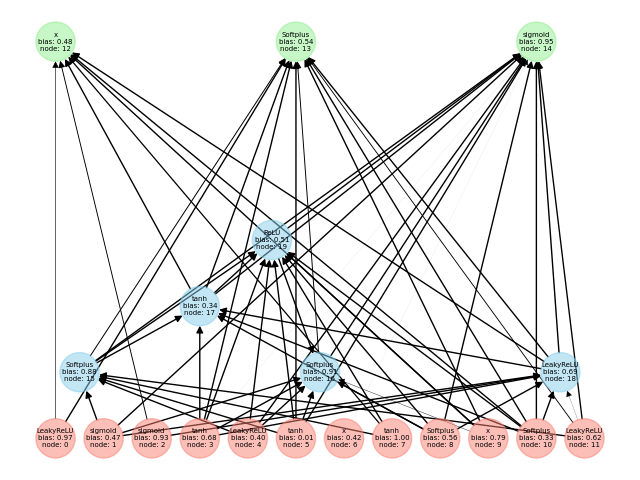 x
bias: 0.48
node: 12
Softplus
bias: 0.54
node: 13
sigmoid
bias: 0.95
node: 14
ReLU
bias: 0.51
node: 19
tanh
bias: 0.34
node: 17
Softplus
bias: 0.88
node: 15
Softplus
bias: 0.91
node: 16
LeakyReLU
bias: 0.69
node: 18
LeakyReLU
bias: 0.97
node: 0
sigmoid
bias: 0.47
node: 1
sigmoid
bias: 0.93
node: 2
tanh
bias: 0.68
node: 3
LeakyReLU
bias: 0.40
node: 4
tanh
bias: 0.01
node: 5
x
bias: 0.42
node: 6
tanh
bias: 1.00
node: 7
Softplus
bias: 0.56
node: 8
x
bias: 0.79
node: 9
Softplus
bias: 0.33
node: 10
LeakyReLU
bias: 0.62
node: 11